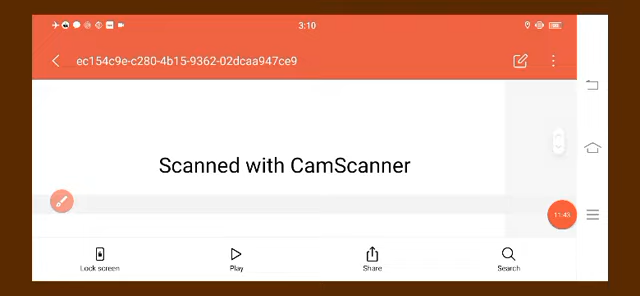 3:10
ec154c9e-c280-4b15-9362-02dcaa947ce9
Scanned with CamScanner
11:43
Lock screen
Play
Share
Search